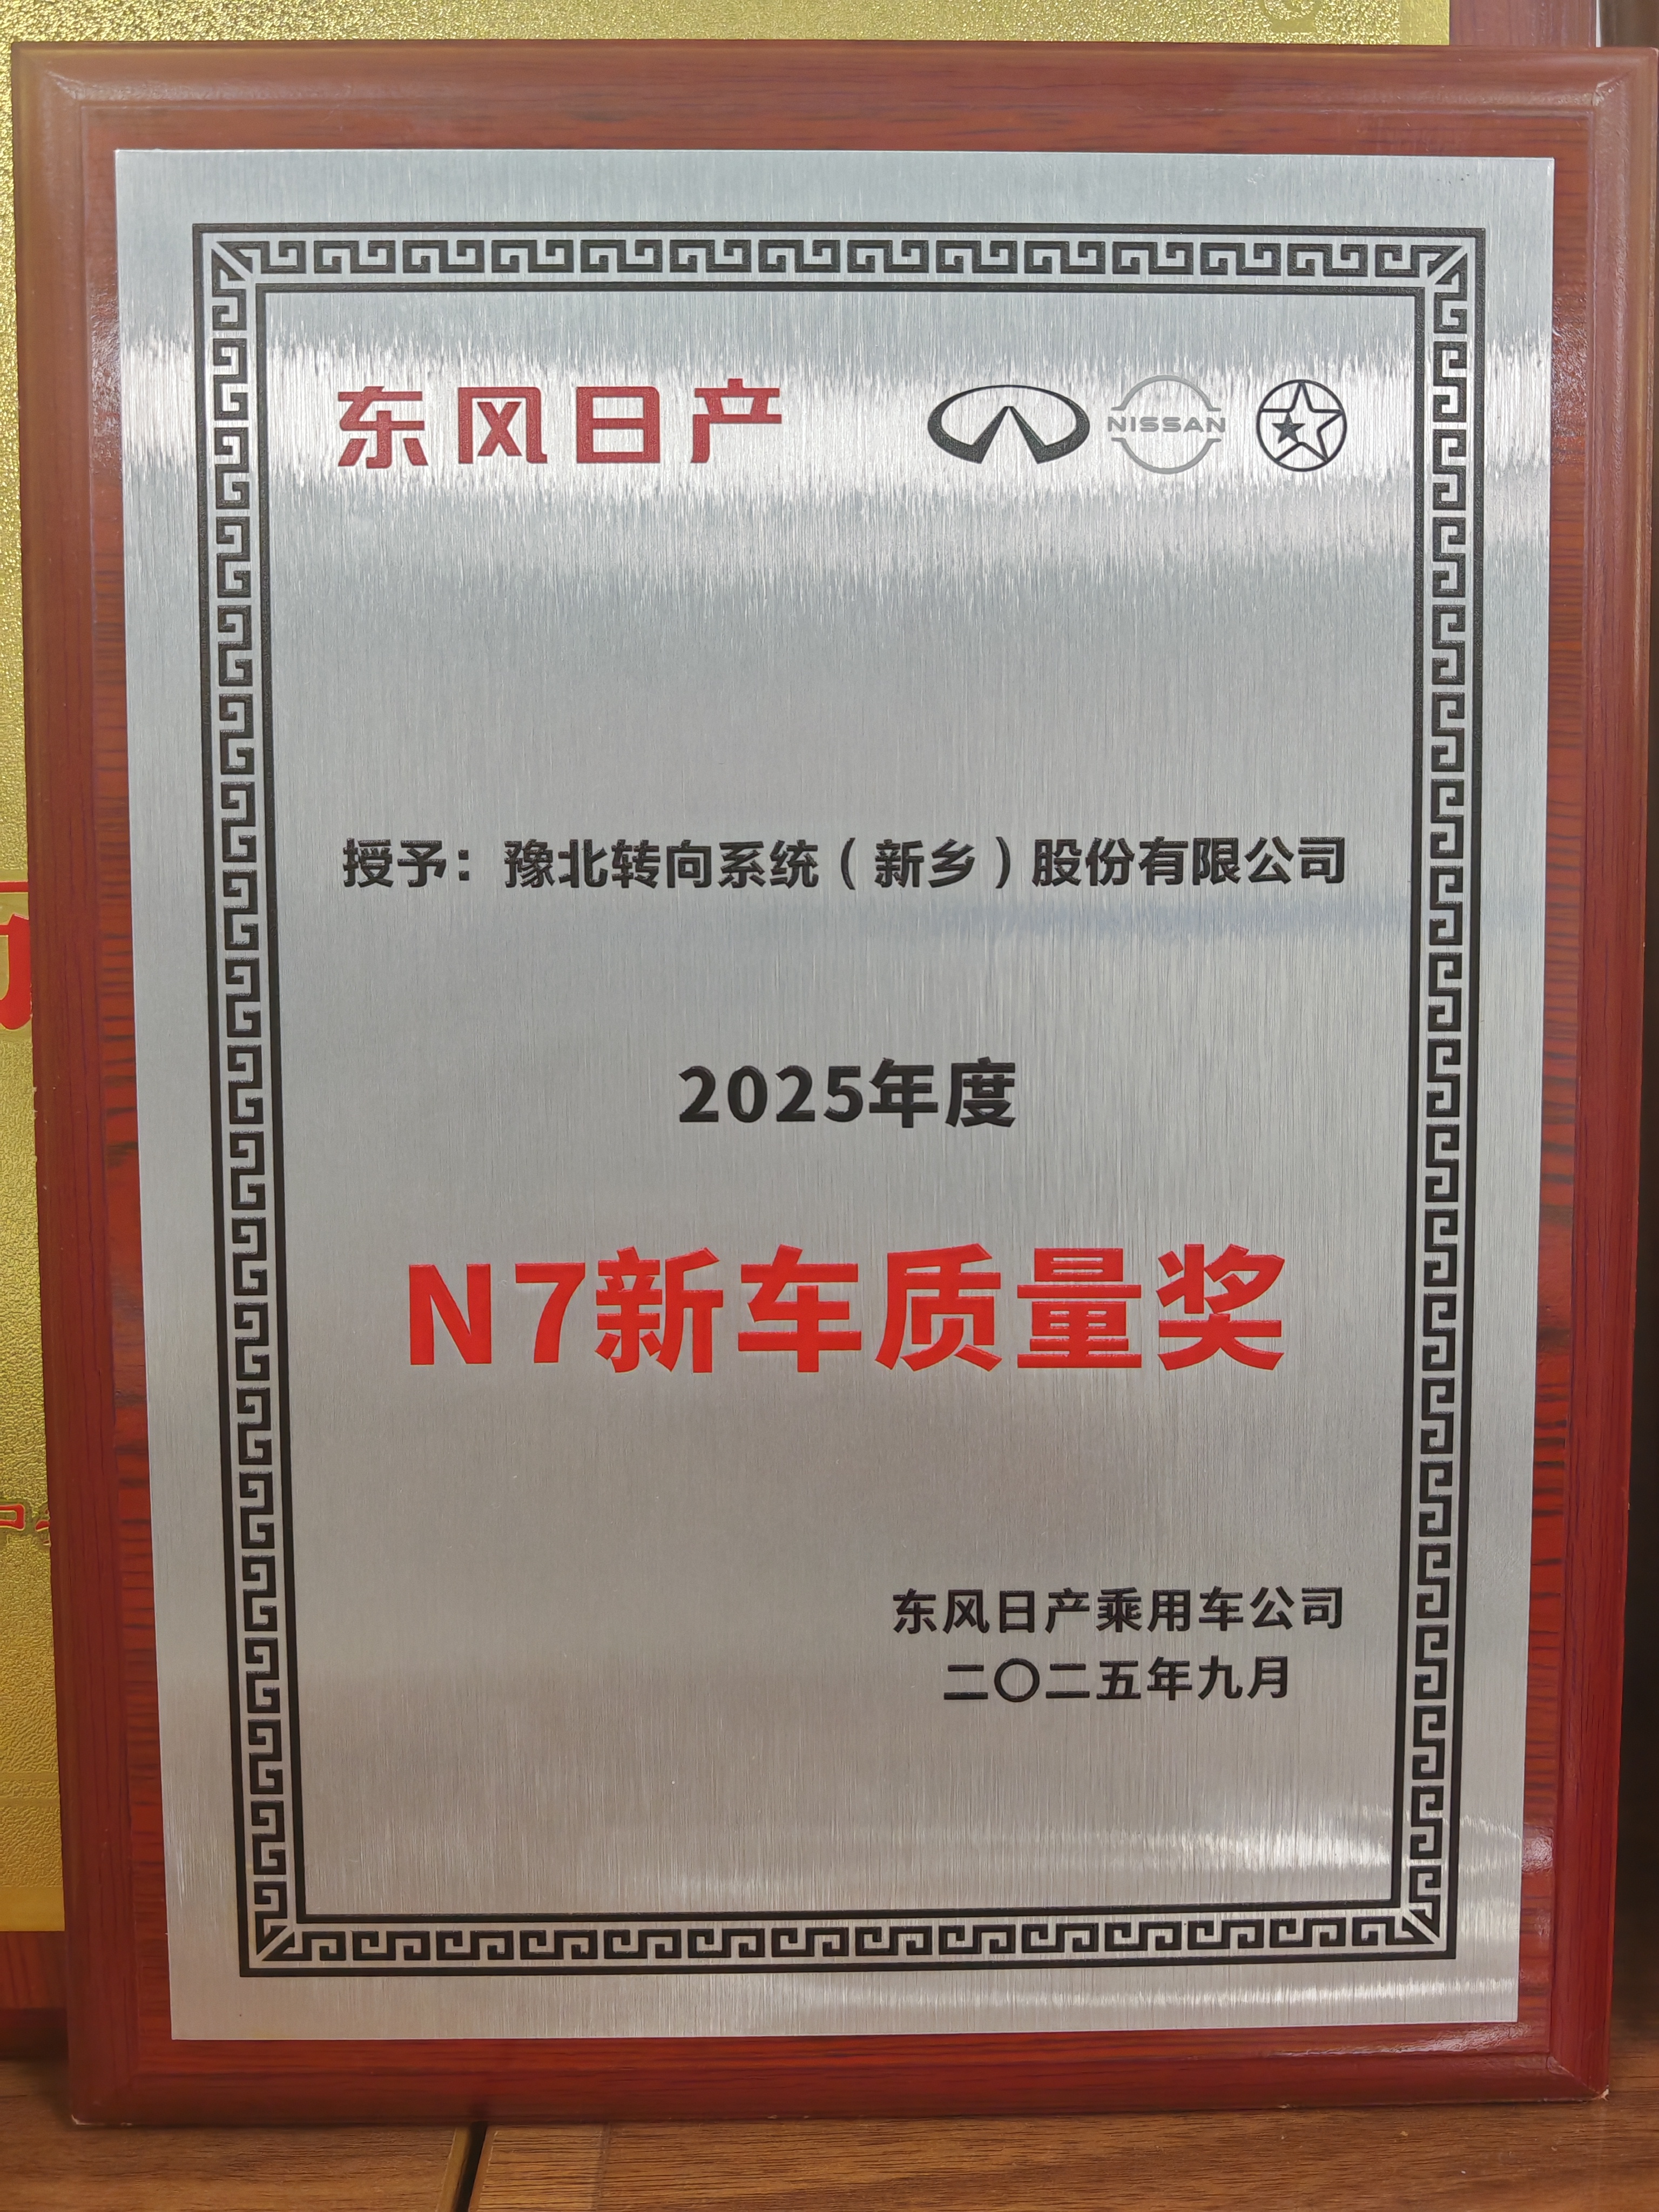 东风日产 NISSAN
授予：豫北转向系统（新乡）股份有限公司
2025年度
N7新车质量奖
东风日产乘用车公司
二〇二五年九月